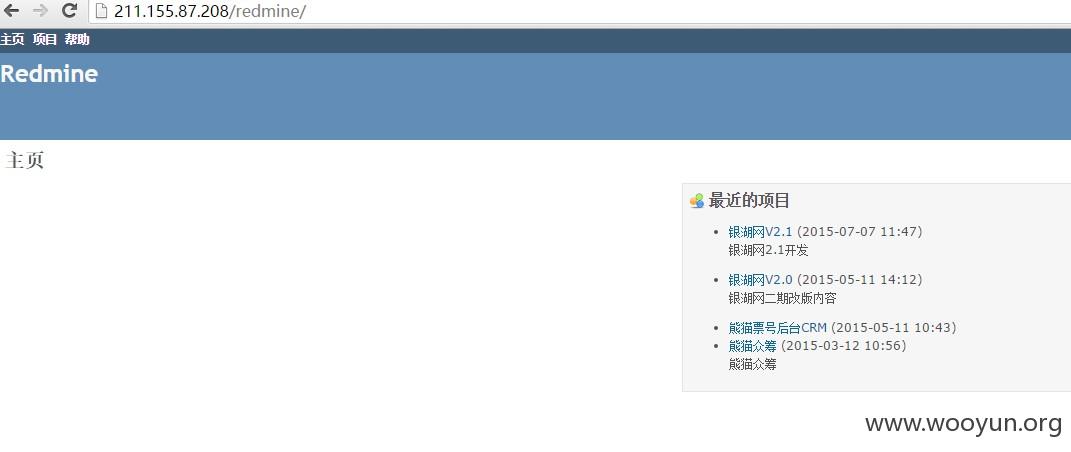 211.155.87.208/redmine/
主页 项目 帮助
Redmine
主页
最近的项目
银湖网V2.1 (2015-07-07 11:47)
银湖网2.1开发
银湖网V2.0 (2015-05-11 14:12)
银湖网二期改版内容
熊猫票号后台CRM (2015-05-11 10:43)
熊猫众筹 (2015-03-12 10:56)
熊猫众筹
www.wooyun.org